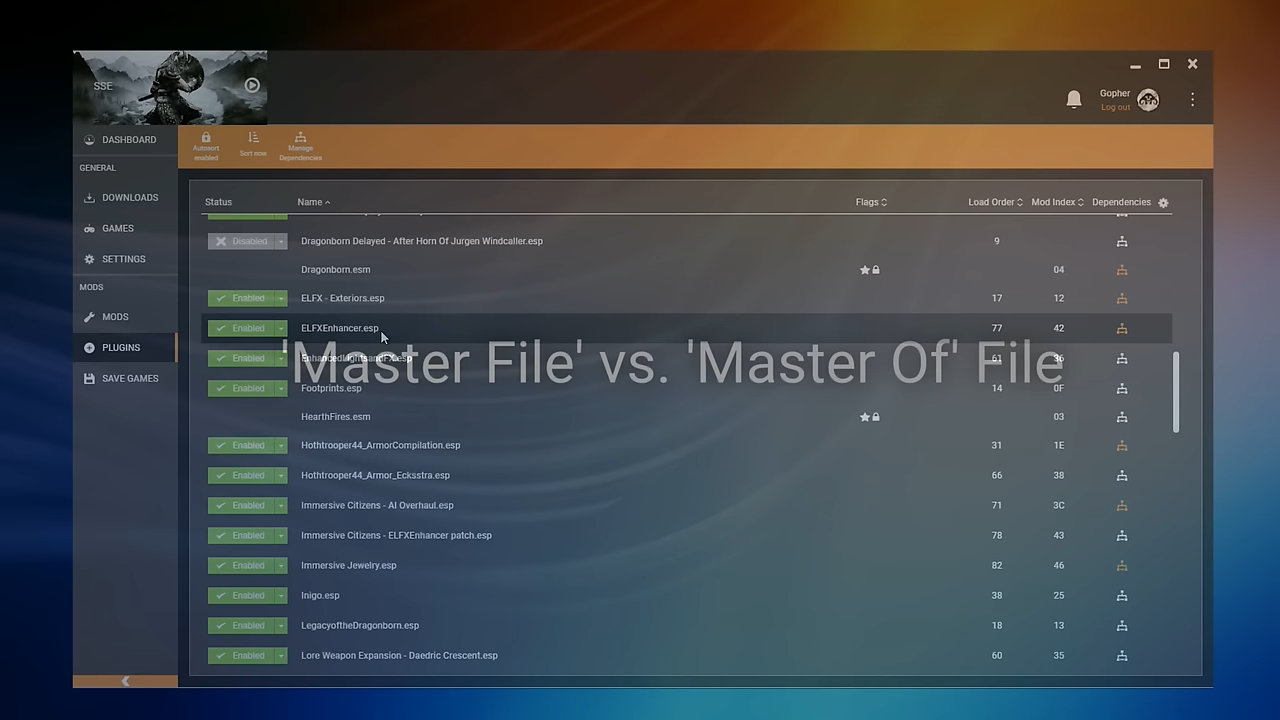 SSE
Gopher
Log out
DASHBOARD
GENERAL
DOWNLOADS
GAMES
SETTINGS
MODS
MODS
PLUGINS
SAVE GAMES
Autosort enabled
Sort now
Manage Dependencies
Status Name Flags Load Order Mod Index Dependencies
Disabled Dragonborn Delayed - After Horn Of Jurgen Windcaller.esp 9
Dragonborn.esm 04
Enabled ELFX - Exteriors.esp 17 12
Enabled ELFXEnhancer.esp 77 42
Enabled EnhancedLightsandFX.esp 61 36
'Master File' vs. 'Master Of' File
Enabled Footprints.esp 14 0F
HearthFires.esm 03
Enabled Hothtrooper44_ArmorCompilation.esp 31 1E
Enabled Hothtrooper44_Armor_Ecksstra.esp 66 38
Enabled Immersive Citizens - AI Overhaul.esp 71 3C
Enabled Immersive Citizens - ELFXEnhancer patch.esp 78 43
Enabled Immersive Jewelry.esp 82 46
Enabled Inigo.esp 38 25
Enabled LegacyoftheDragonborn.esp 18 13
Enabled Lore Weapon Expansion - Daedric Crescent.esp 60 35